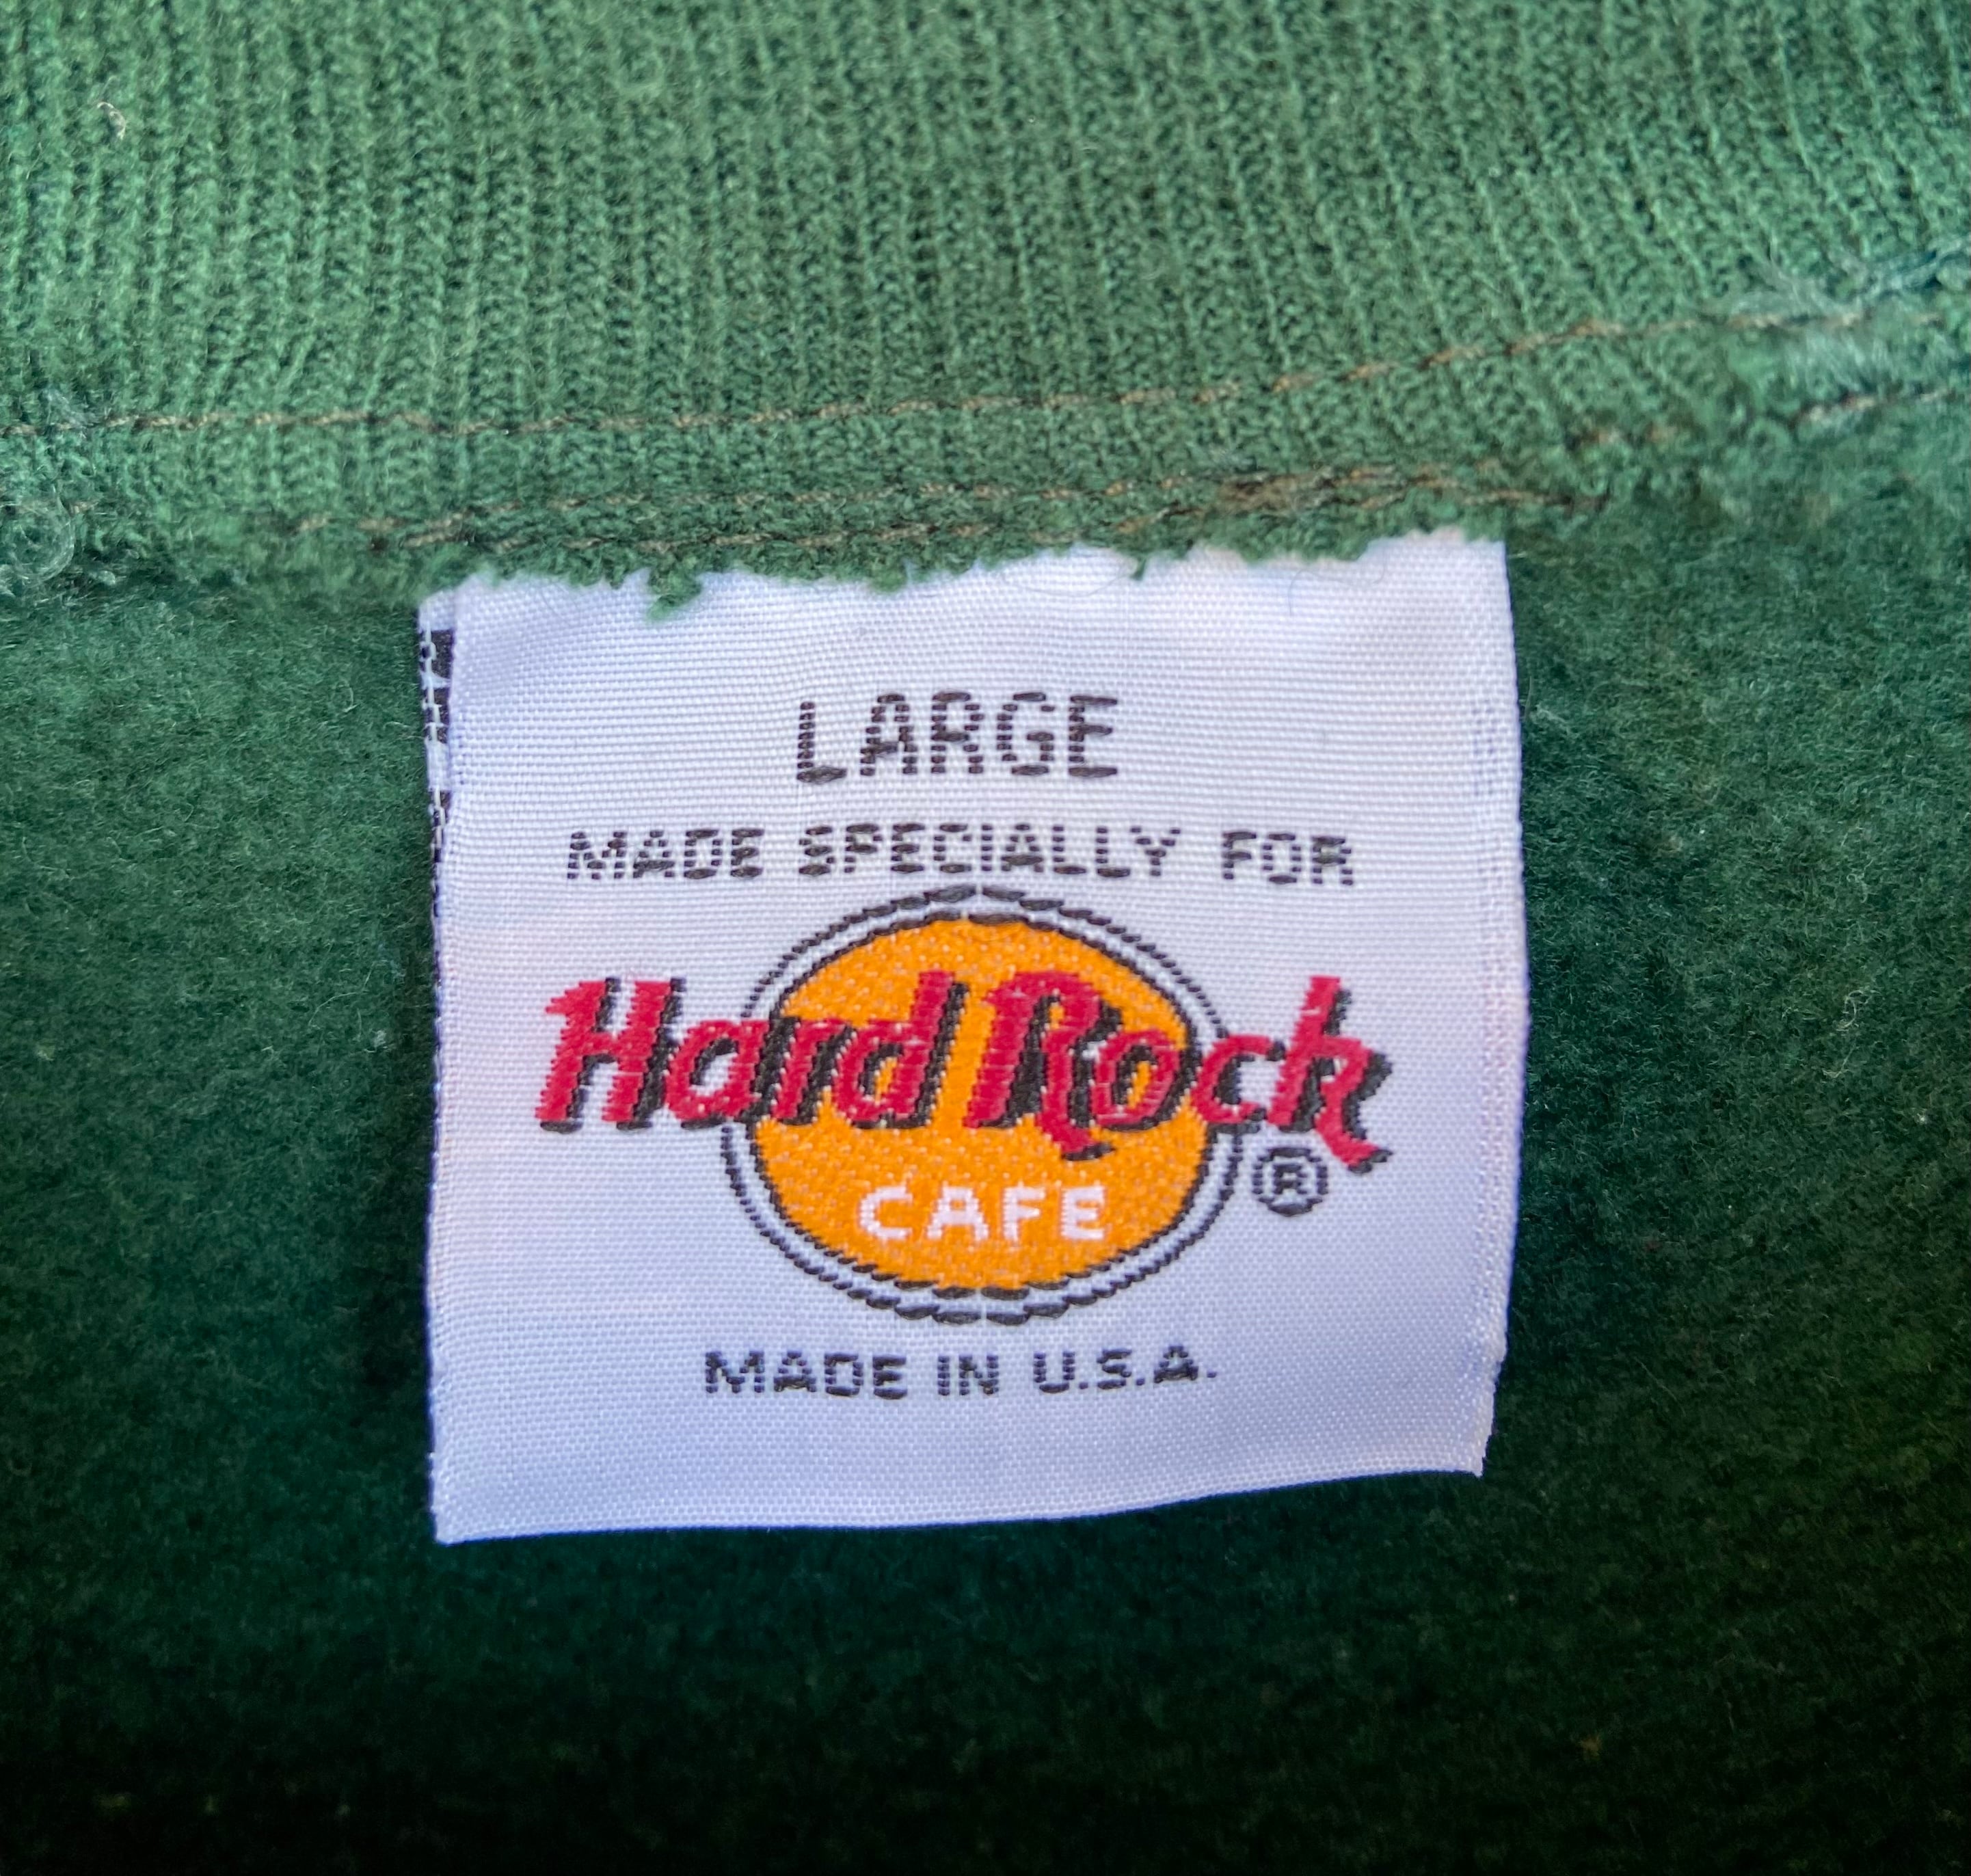 LARGE
MADE SPECIALLY FOR
Hard Rock
CAFE
®
MADE IN U.S.A.